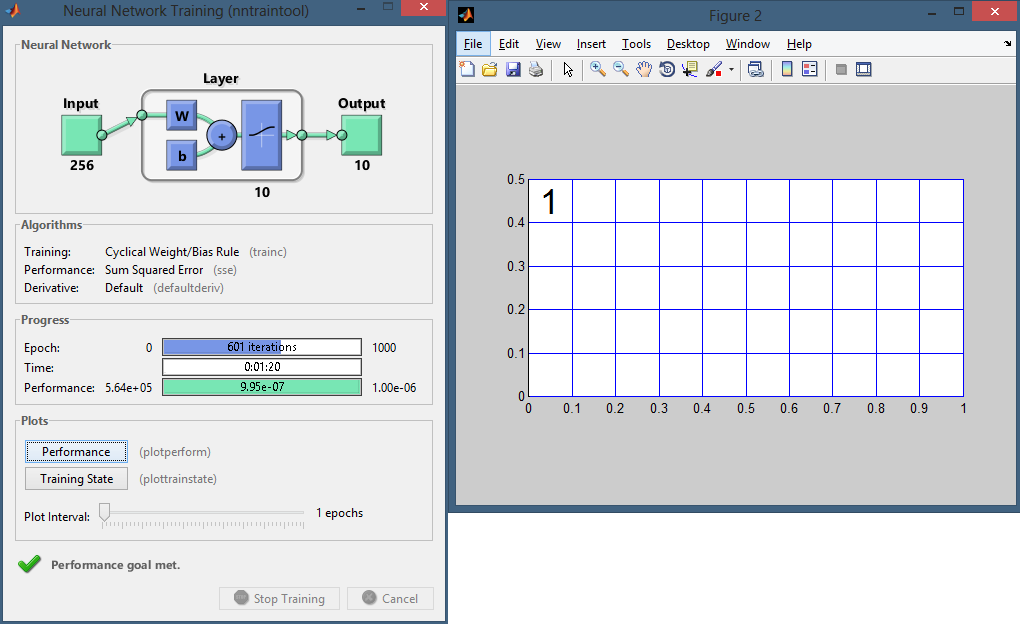 Neural Network Training (nntraintool)
Neural Network
Layer
Input
Output
W
+
b
256
10
10
Algorithms
Training: Cyclical Weight/Bias Rule (trainc)
Performance: Sum Squared Error (sse)
Derivative: Default (defaultderiv)
Progress
Epoch: 0 601 iterations 1000
Time: 0:01:20
Performance: 5.64e+05 9.95e-07 1.00e-06
Plots
Performance (plotperform)
Training State (plottrainstate)
Plot Interval: 1 epochs
Performance goal met.
Stop Training Cancel
Figure 2
File Edit View Insert Tools Desktop Window Help
0.5
1
0.4
0.3
0.2
0.1
0
0 0.1 0.2 0.3 0.4 0.5 0.6 0.7 0.8 0.9 1